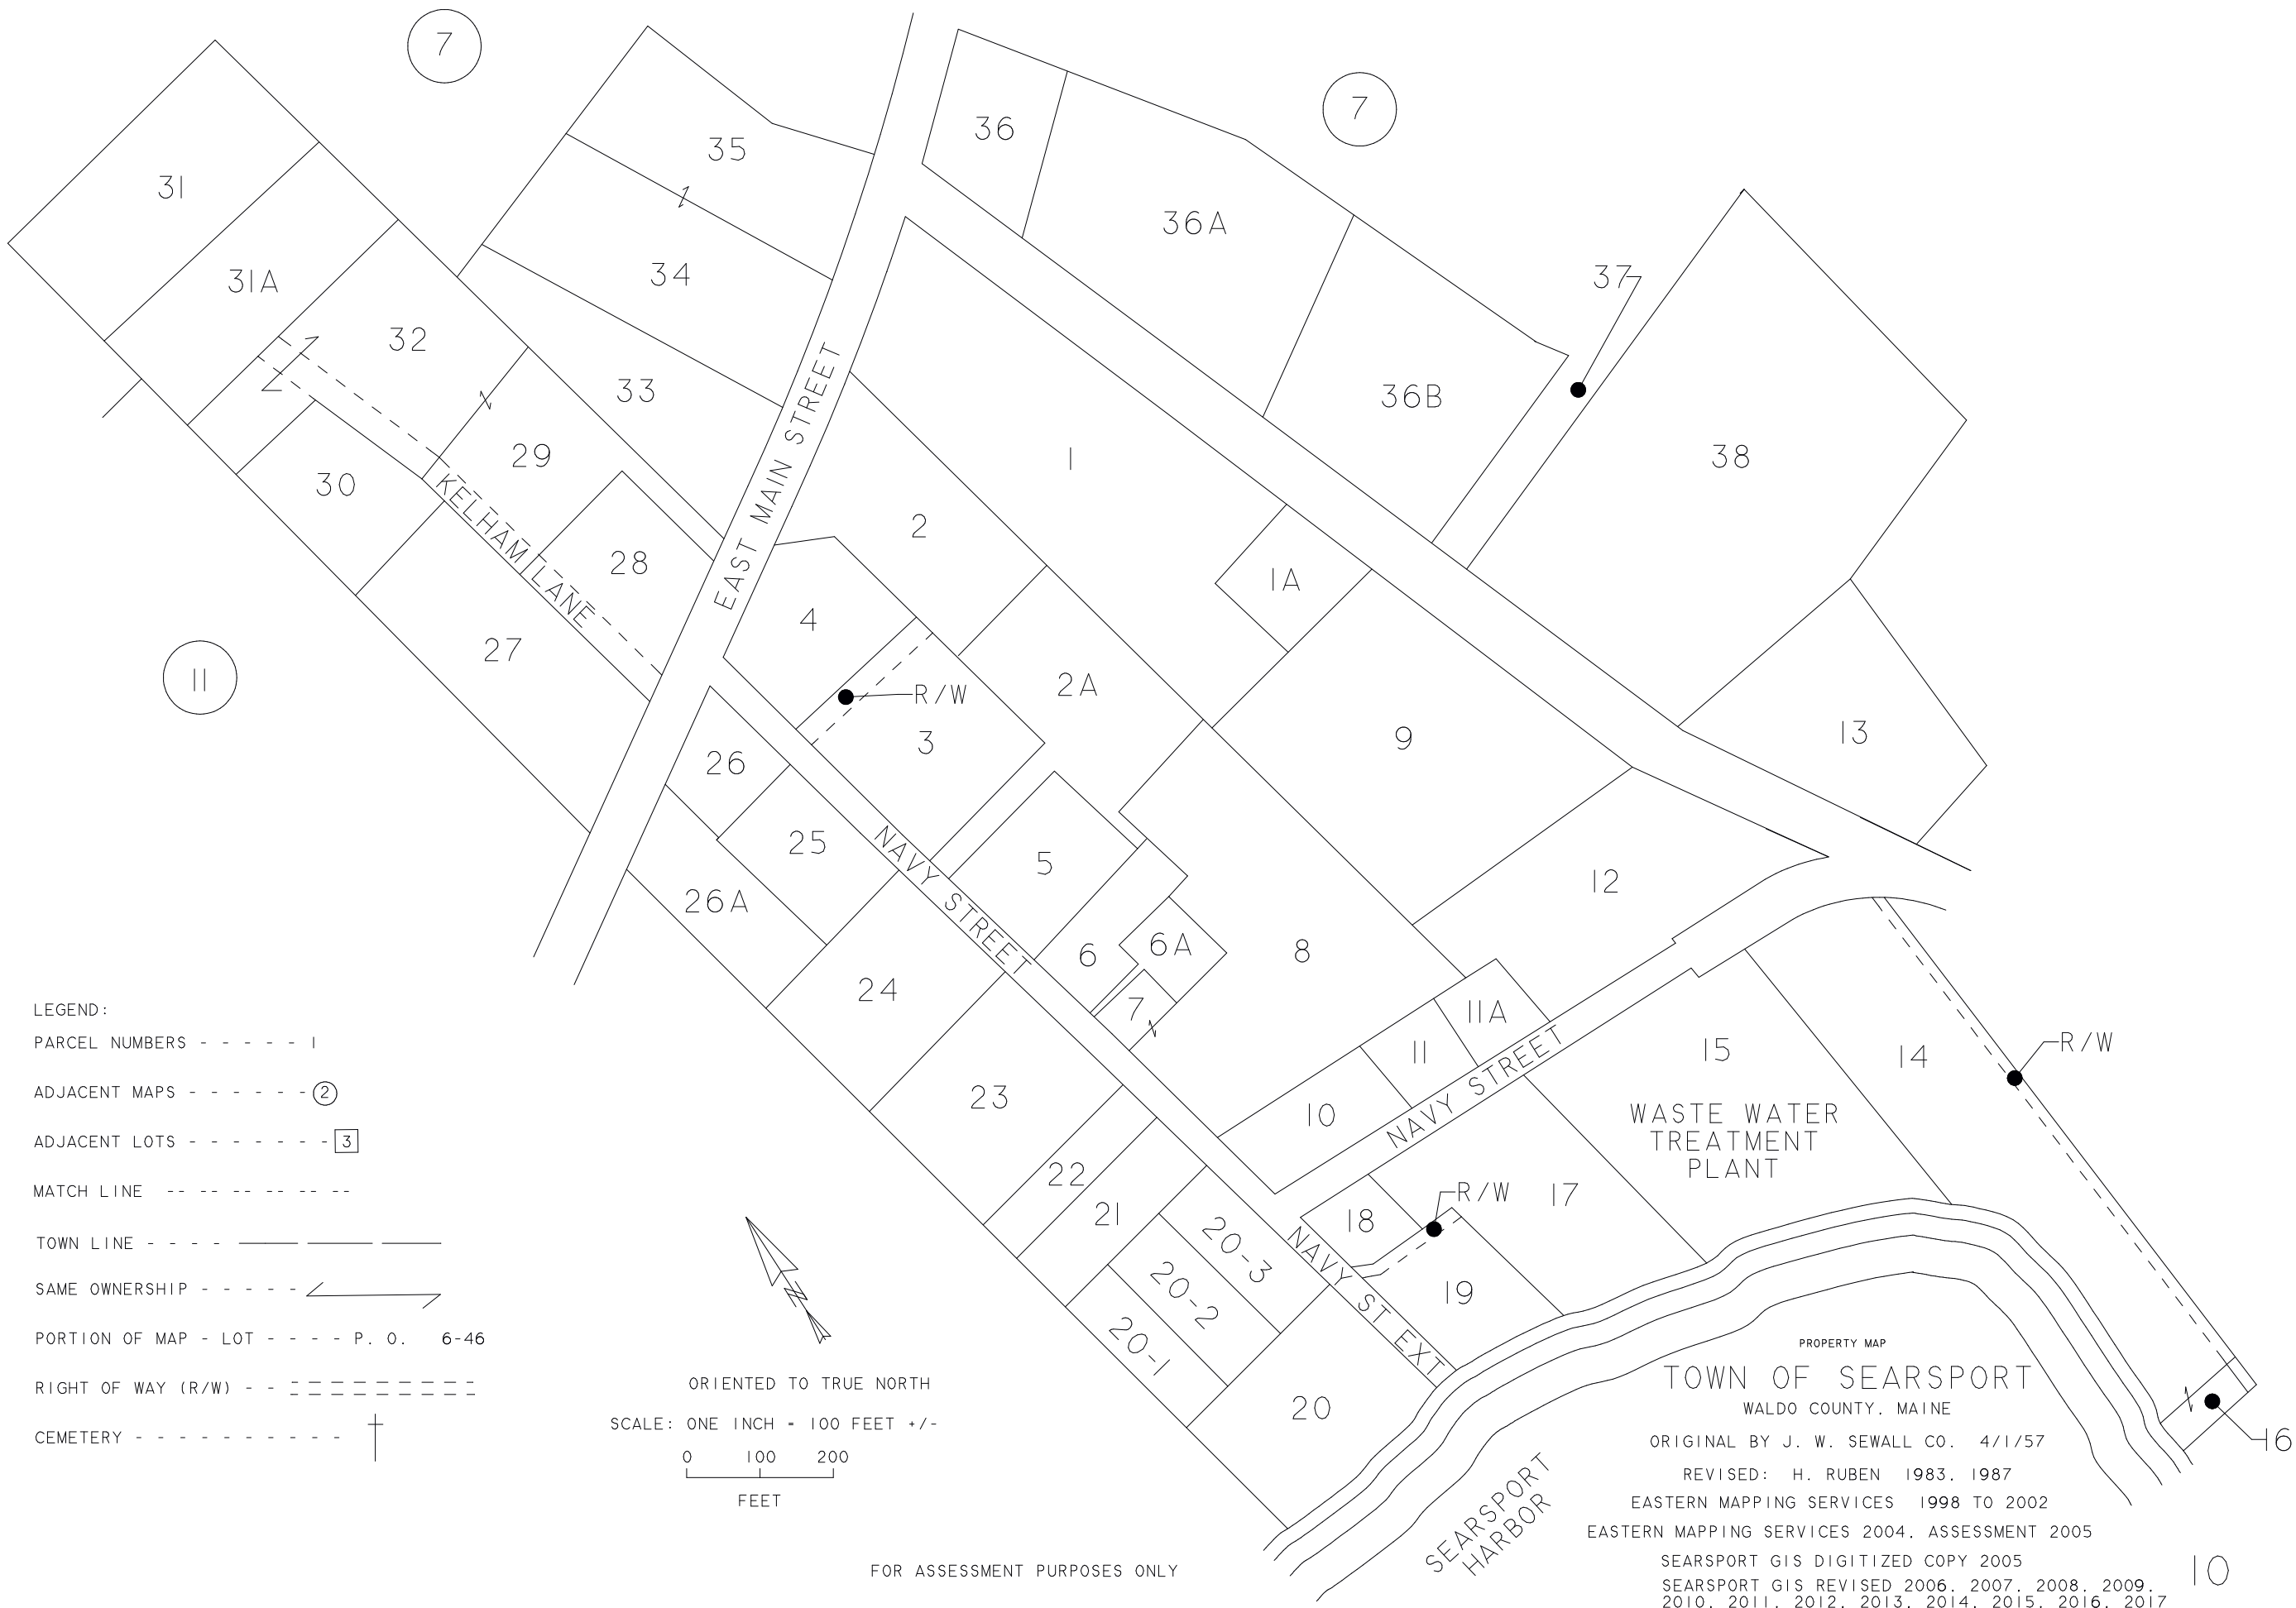 7
7
36
35
31
36A
34
37
31A
32
33
36B
EAST MAIN STREET
1
29
38
30
KELHAM LANE
2
28
1A
4
27
11
2A
R/W
3
9
13
26
25
NAVY STREET
5
12
26A
6A
6
8
24
7
11A
11
NAVY STREET
15
14
R/W
WASTE WATER
TREATMENT
PLANT
23
10
22
21
R/W
17
18
20-3
NAVY ST EXT
20-2
19
20-1
20
16
LEGEND:
PARCEL NUMBERS - - - - - 1
ADJACENT MAPS - - - - - - 2
ADJACENT LOTS - - - - - - - 3
MATCH LINE -- -- -- -- -- --
TOWN LINE - - - -
SAME OWNERSHIP - - - - -
PORTION OF MAP - LOT - - - - P. O. 6-46
RIGHT OF WAY (R/W) - -
CEMETERY - - - - - - - - - -
ORIENTED TO TRUE NORTH
SCALE: ONE INCH = 100 FEET +/-
0 100 200
FEET
FOR ASSESSMENT PURPOSES ONLY
SEARSPORT
HARBOR
PROPERTY MAP
TOWN OF SEARSPORT
WALDO COUNTY, MAINE
ORIGINAL BY J. W. SEWALL CO. 4/1/57
REVISED: H. RUBEN 1983, 1987
EASTERN MAPPING SERVICES 1998 TO 2002
EASTERN MAPPING SERVICES 2004, ASSESSMENT 2005
SEARSPORT GIS DIGITIZED COPY 2005
SEARSPORT GIS REVISED 2006, 2007, 2008, 2009,
2010, 2011, 2012, 2013, 2014, 2015, 2016, 2017
10